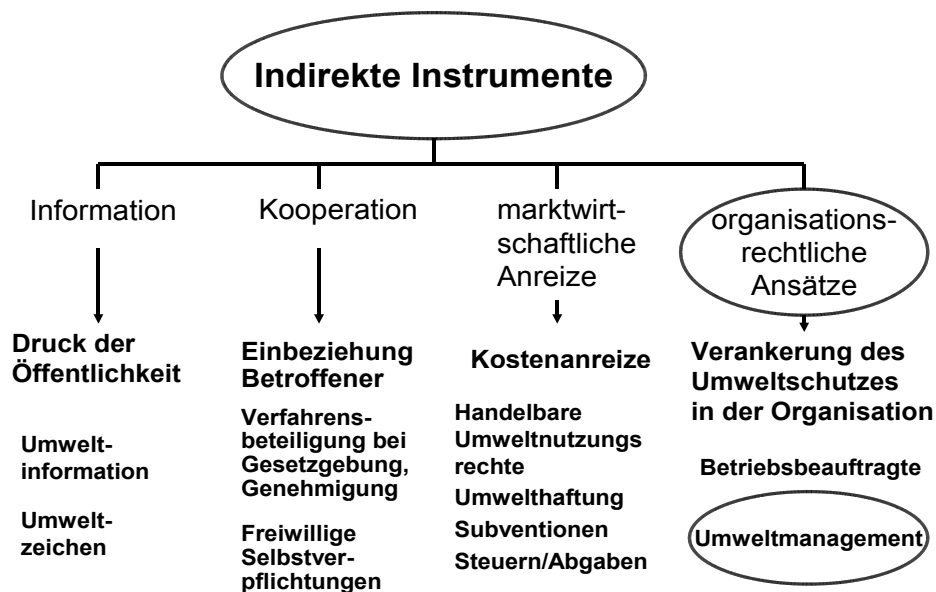 Indirekte Instrumente
Information
Druck der
Öffentlichkeit
Umwelt-
information
Umwelt-
zeichen
Kooperation
Einbeziehung
Betroffener
Verfahrens-
beteiligung bei
Gesetzgebung,
Genehmigung
Freiwillige
Selbstver-
pflichtungen
marktwirt-
schaftliche
Anreize
Kostenanreize
Handelbare
Umweltnutzungs
rechte
Umwelthaftung
Subventionen
Steuern/Abgaben
organisations-
rechtliche
Ansätze
Verankerung des
Umweltschutzes
in der Organisation
Betriebsbeauftragte
Umweltmanagement